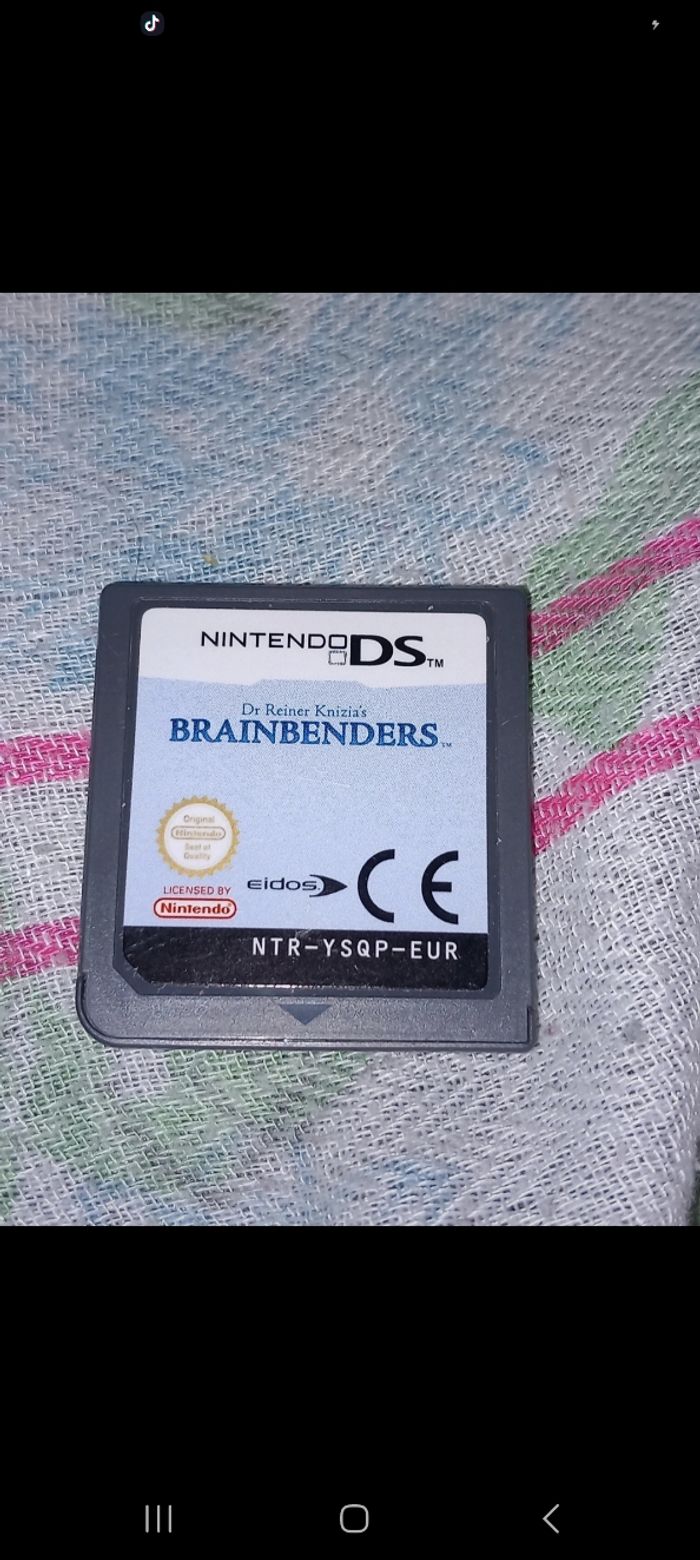 NINTENDO DS™
Dr Reiner Knizia's
BRAINBENDERS™
Original
Nintendo
Seal of
Quality
LICENSED BY
Nintendo
eidos
CE
NTR-YSQP-EUR